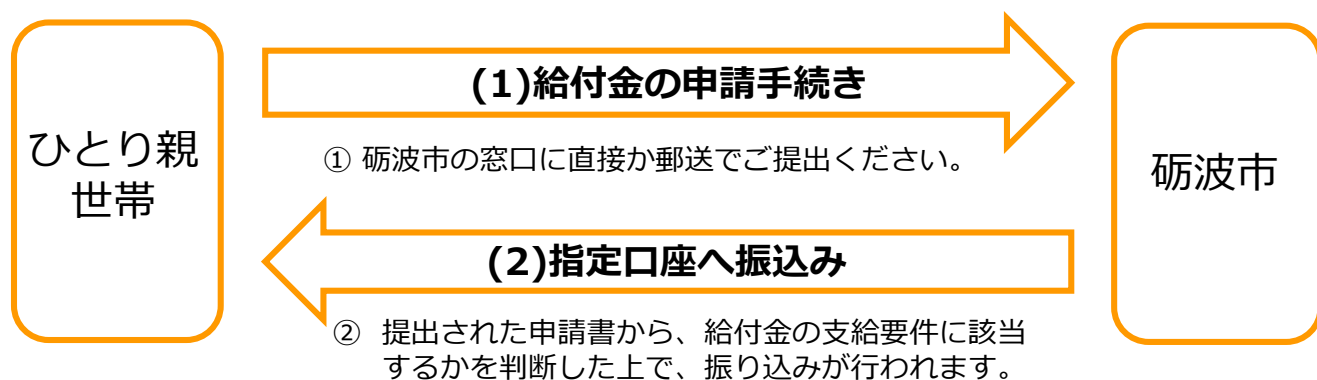 ひとり親
世帯
(1)給付金の申請手続き
① 砺波市の窓口に直接か郵送でご提出ください。
(2)指定口座へ振込み
② 提出された申請書から、給付金の支給要件に該当
するかを判断した上で、振り込みが行われます。
砺波市